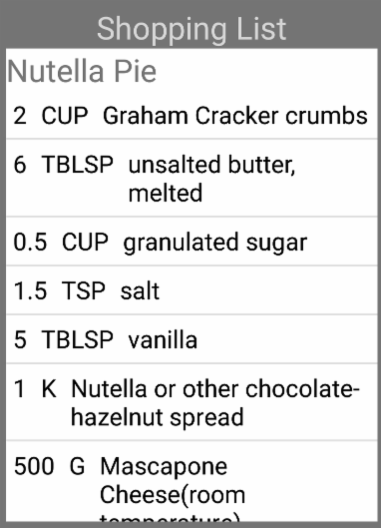 Shopping List
Nutella Pie
2 CUP Graham Cracker crumbs
6 TBLSP unsalted butter,
melted
0.5 CUP granulated sugar
1.5 TSP salt
5 TBLSP vanilla
1 K Nutella or other chocolate-
hazelnut spread
500 G Mascapone
Cheese(room
temperature)